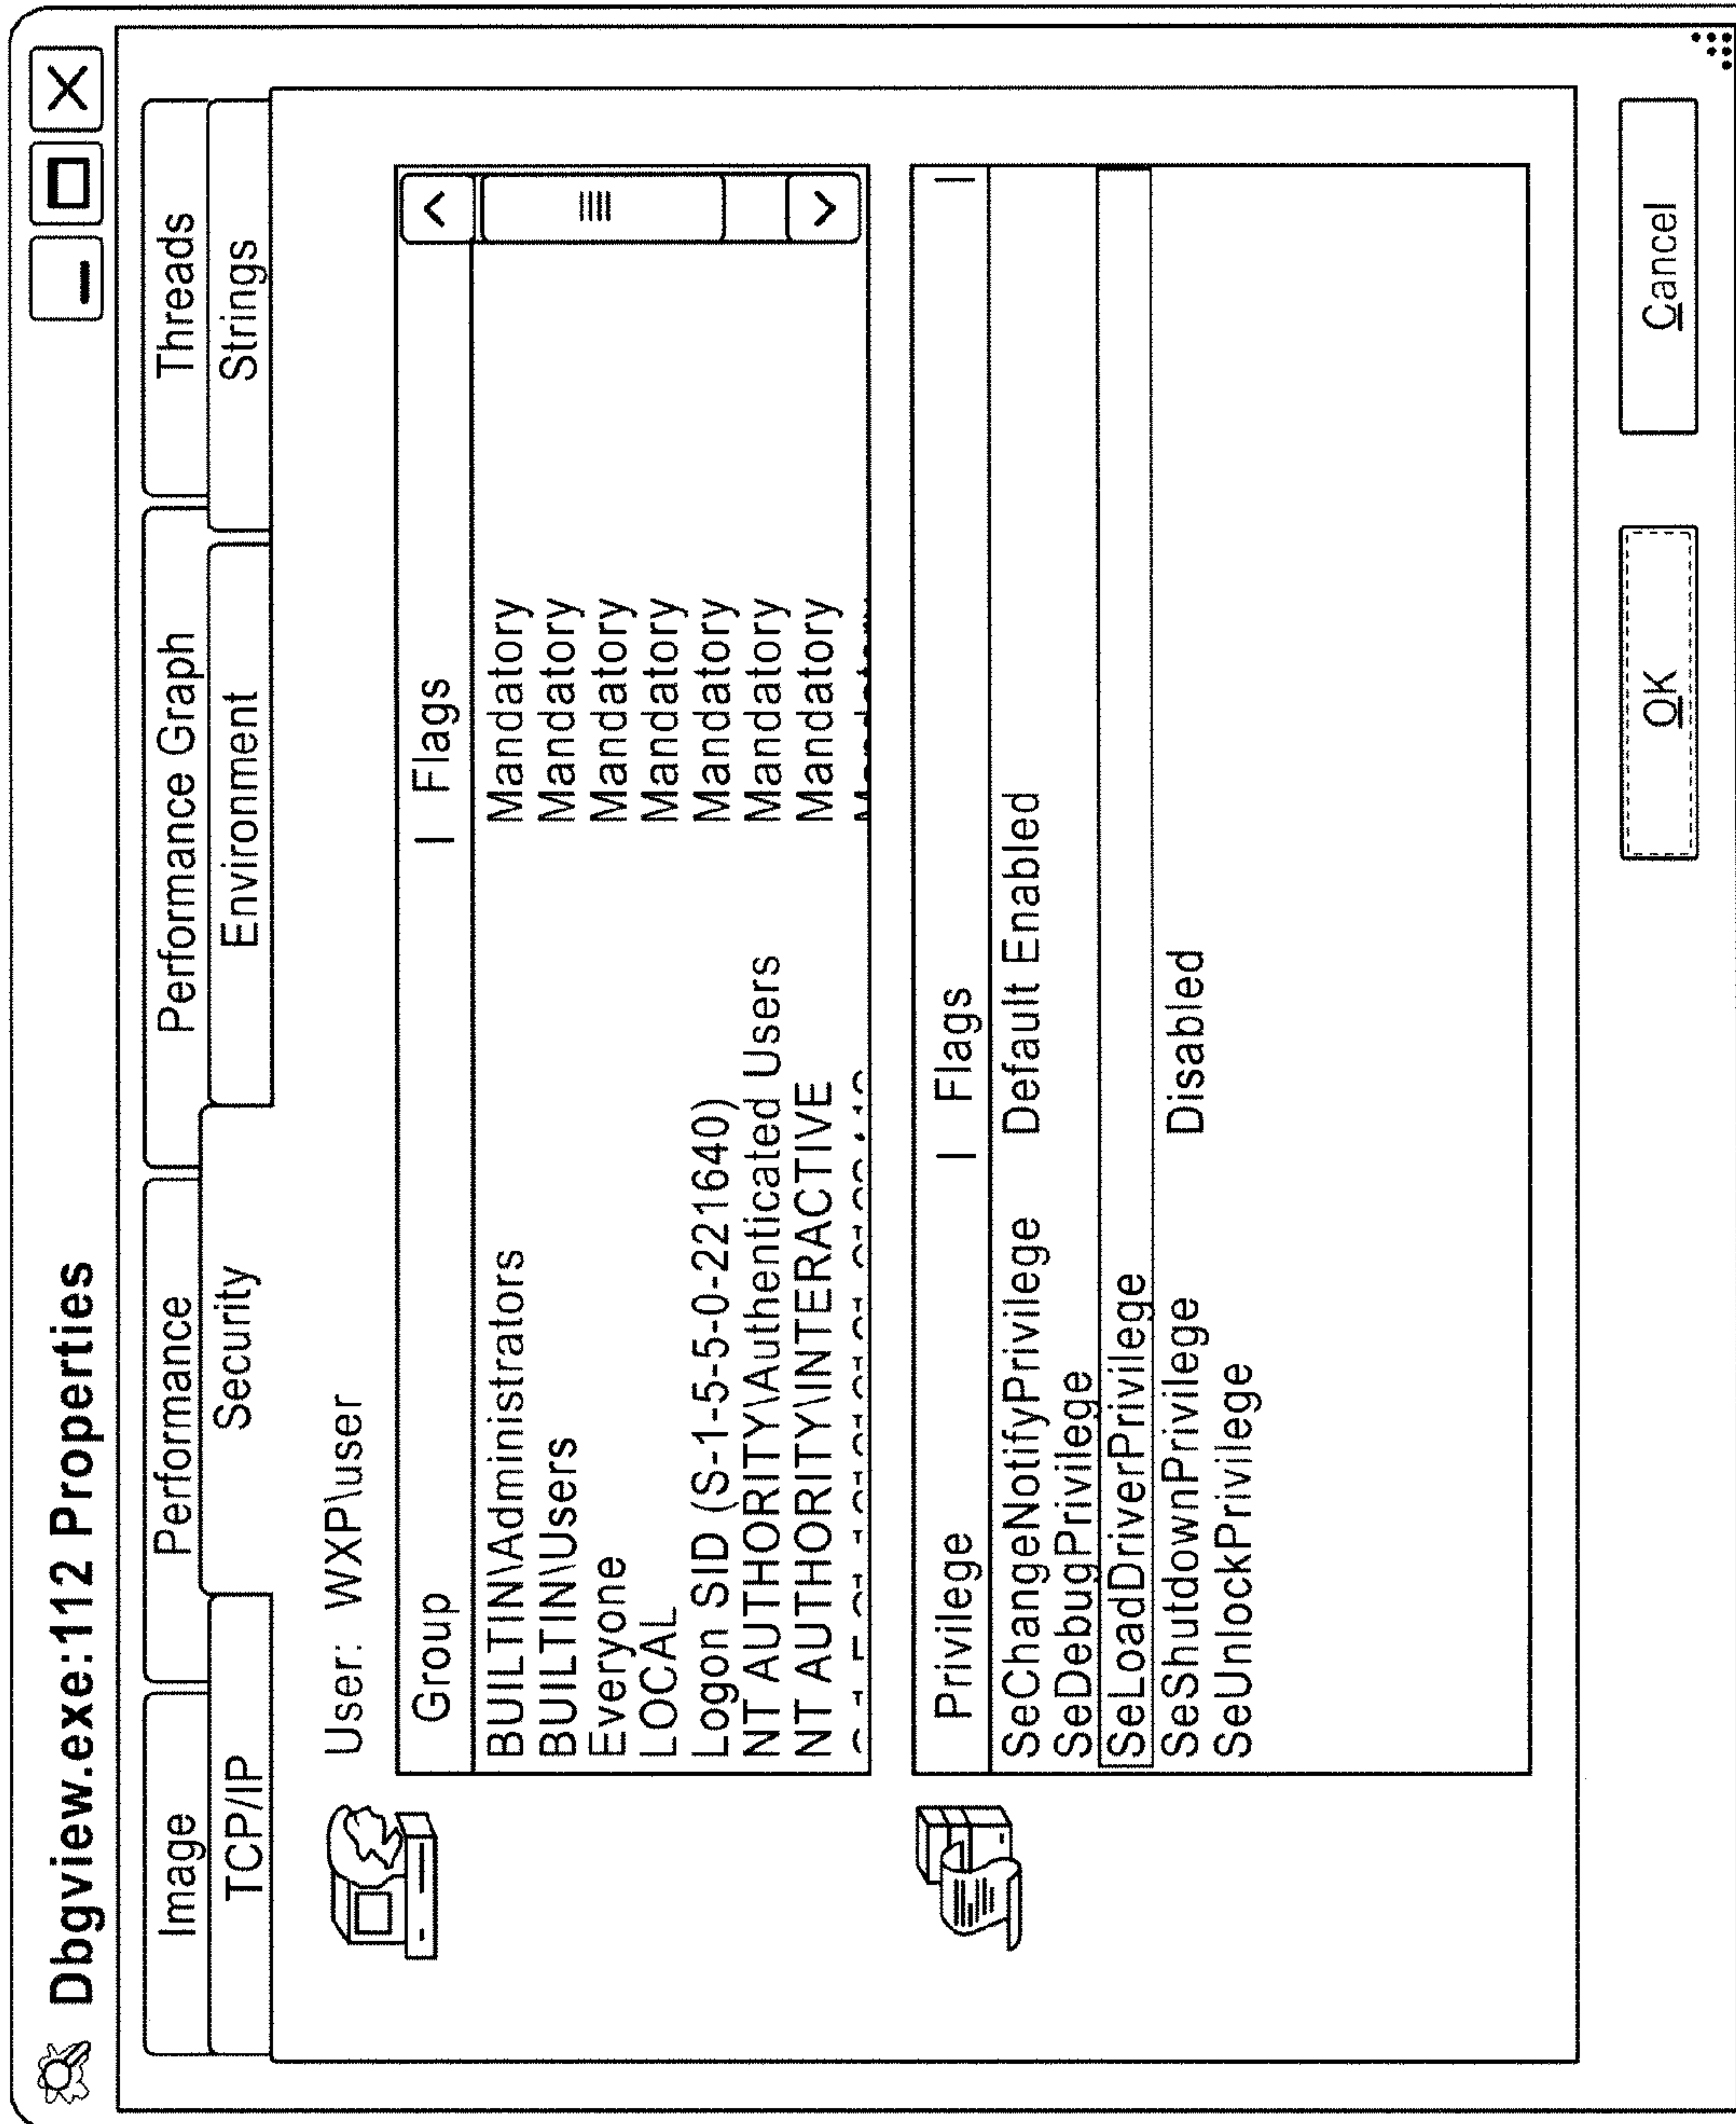 Dbgview.exe:112 Properties
Image Performance Performance Graph Threads
TCP/IP Security Environment Strings
User: WXP\user
Group | Flags
BUILTIN\Administrators Mandatory
BUILTIN\Users Mandatory
Everyone Mandatory
LOCAL Mandatory
Logon SID (S-1-5-5-0-221640) Mandatory
NT AUTHORITY\Authenticated Users Mandatory
NT AUTHORITY\INTERACTIVE Mandatory
Privilege | Flags |
SeChangeNotifyPrivilege Default Enabled
SeDebugPrivilege
SeLoadDriverPrivilege
SeShutdownPrivilege Disabled
SeUnlockPrivilege
OK Cancel